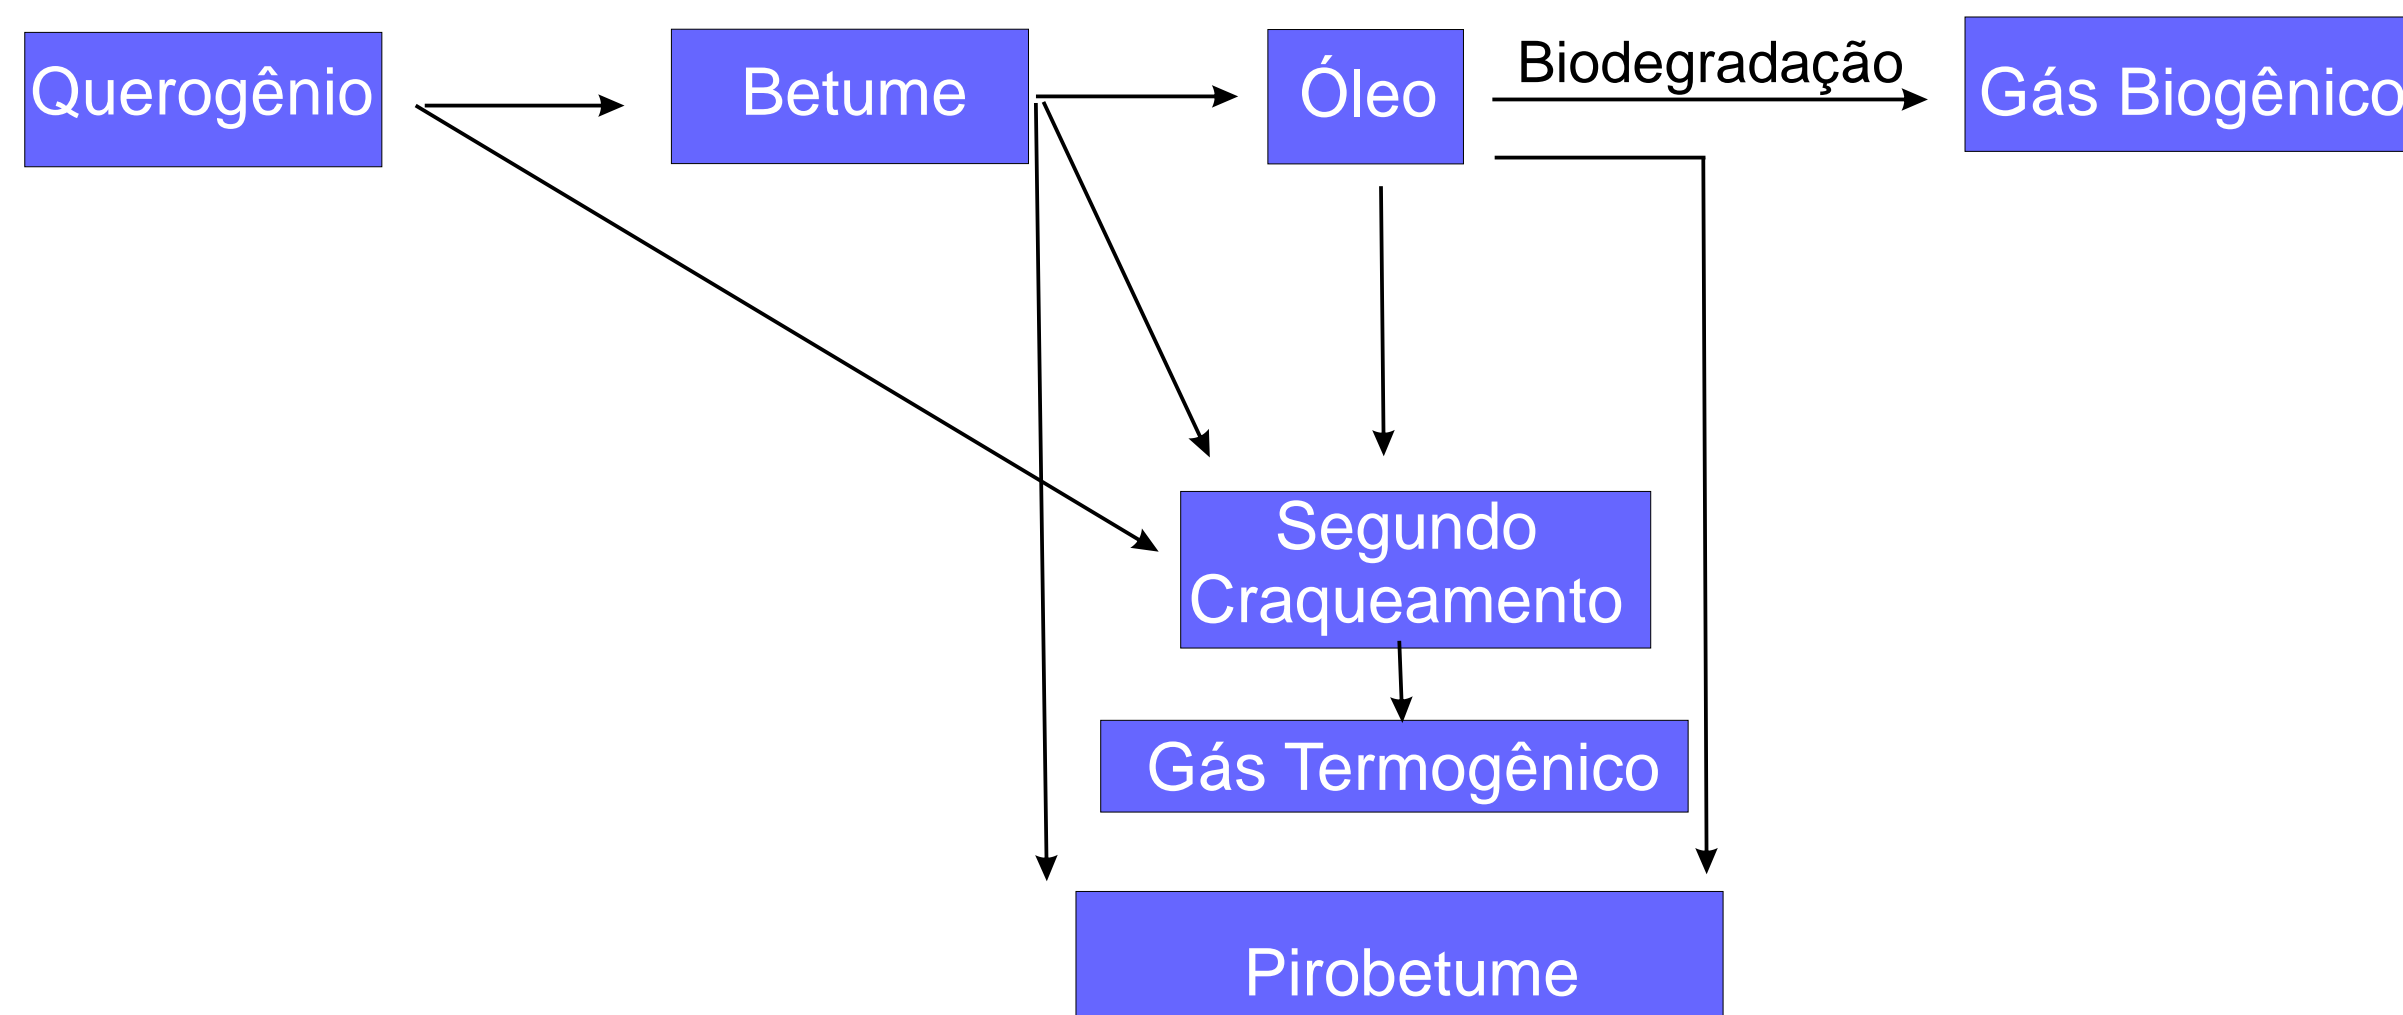 Querogênio
Betume
Óleo
Biodegradação
Gás Biogênico
Segundo
Craqueamento
Gás Termogênico
Pirobetume